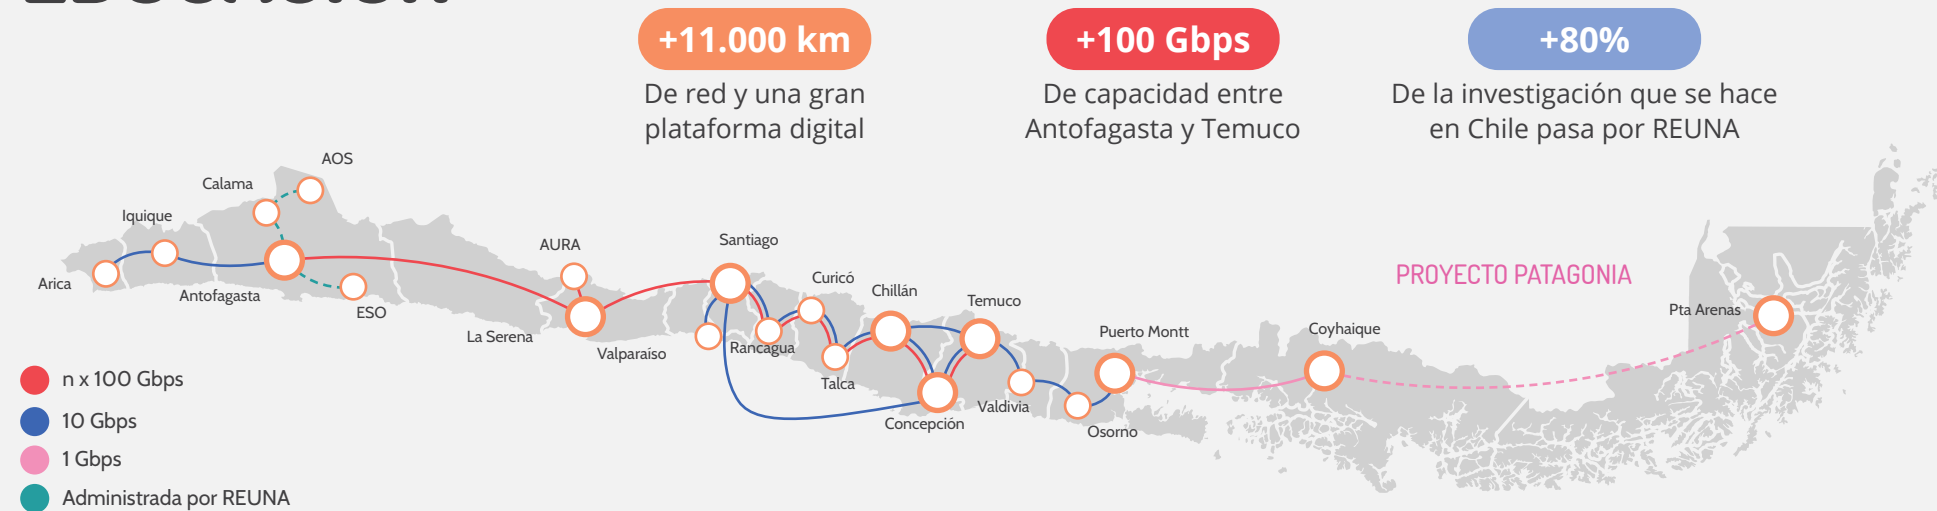 +11.000 km
De red y una gran
plataforma digital
+100 Gbps
De capacidad entre
Antofagasta y Temuco
+80%
De la investigación que se hace
en Chile pasa por REUNA
AOS
Calama
Iquique
Arica
Antofagasta
ESO
AURA
La Serena
Valparaíso
Santiago
Rancagua
Curicó
Talca
Chillán
Concepción
Temuco
Valdivia
Osorno
Puerto Montt
Coyhaique
PROYECTO PATAGONIA
Pta Arenas
n x 100 Gbps
10 Gbps
1 Gbps
Administrada por REUNA